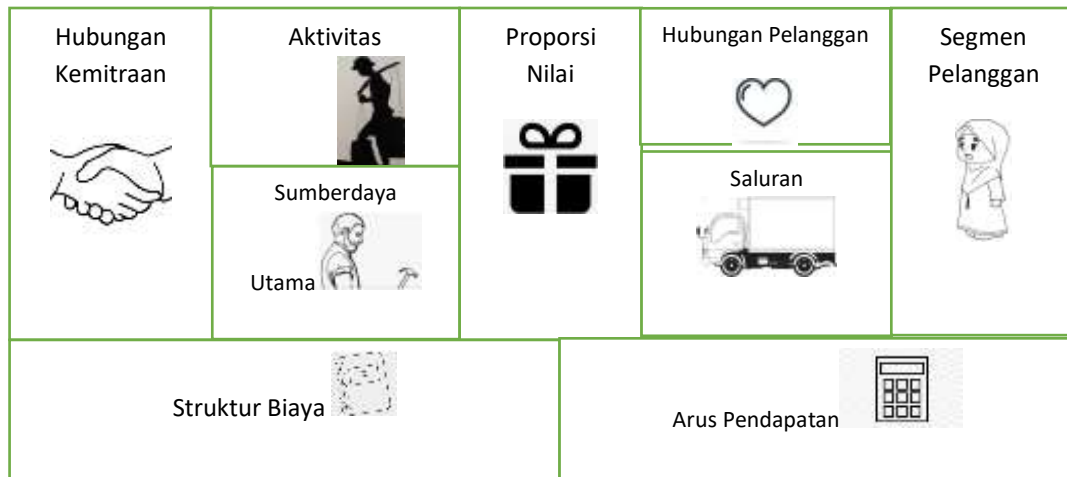 Hubungan
Kemitraan
Aktivitas
Sumberdaya
Utama
Proporsi
Nilai
Hubungan Pelanggan
Saluran
Segmen
Pelanggan
Struktur Biaya
Arus Pendapatan